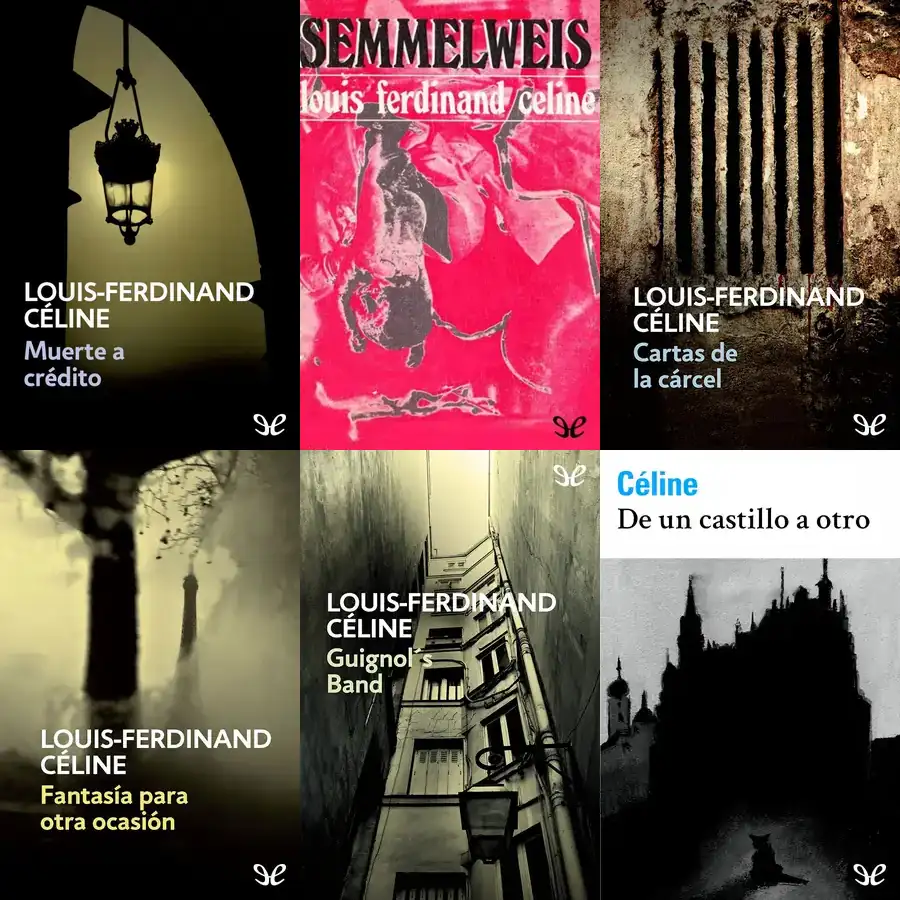 LOUIS-FERDINAND
CÉLINE
Muerte a
crédito
SEMMELWEIS
louis ferdinand celine
LOUIS-FERDINAND
CÉLINE
Cartas de
la cárcel
LOUIS-FERDINAND
CÉLINE
Fantasía para
otra ocasión
LOUIS-FERDINAND
CÉLINE
Guignol´s
Band
Céline
De un castillo a otro